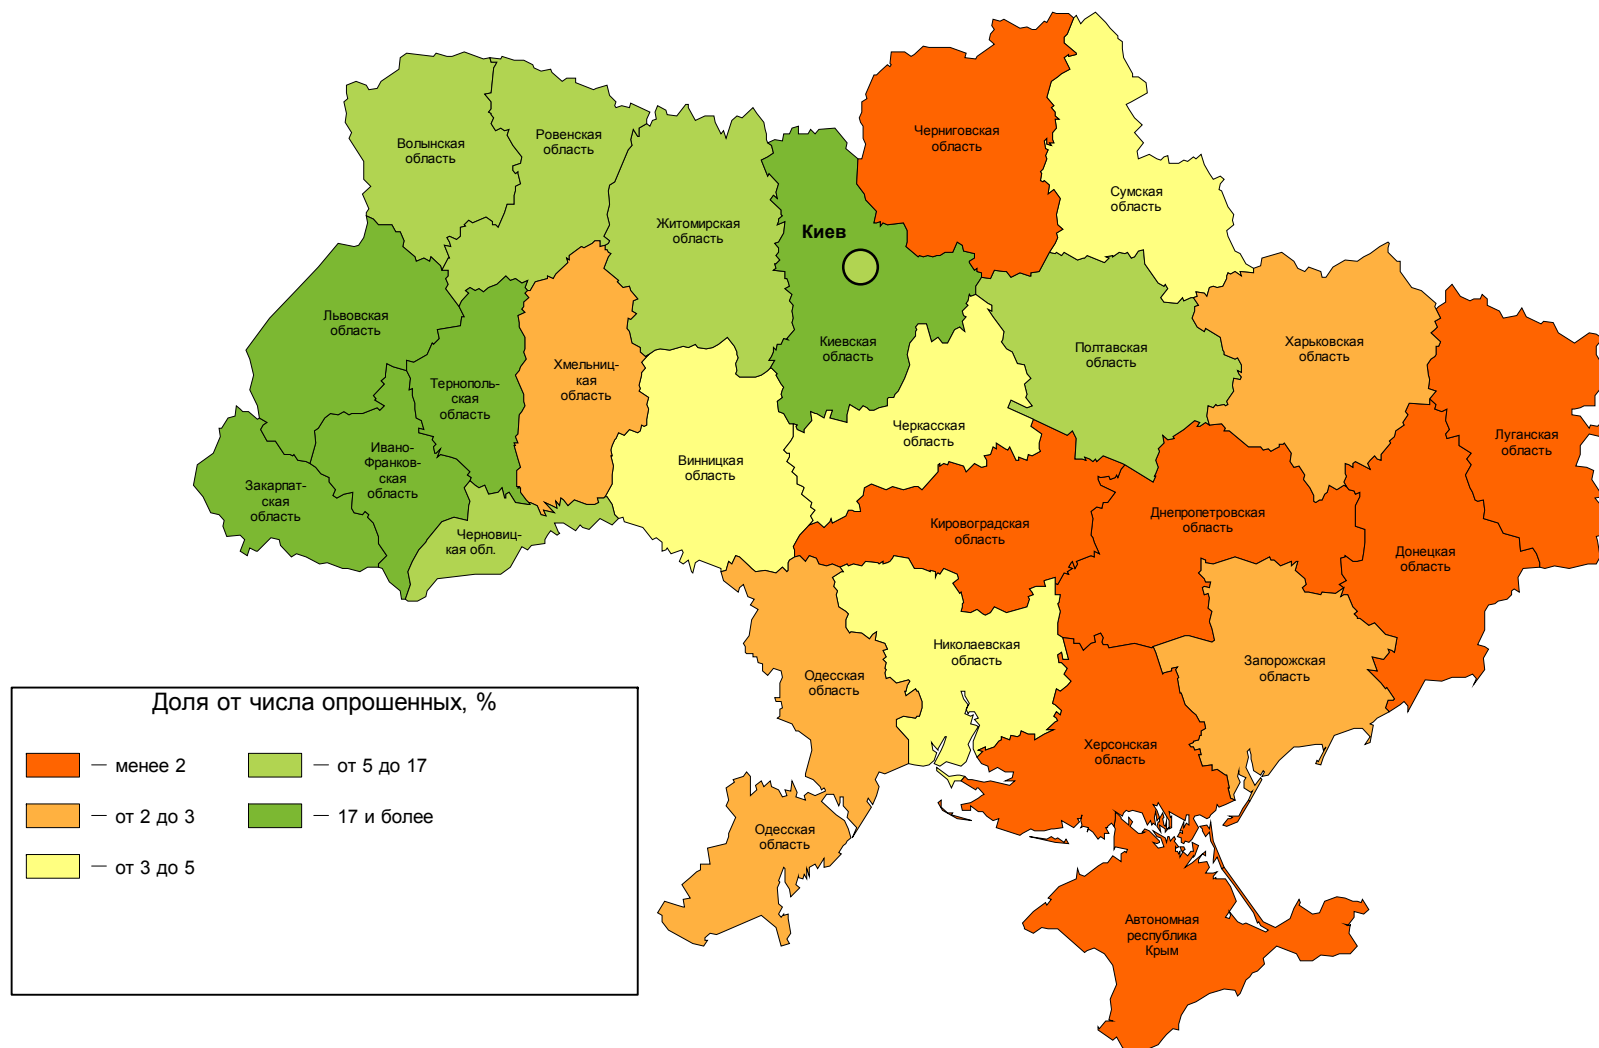 Черниговская
область
Волынская
область
Ровенская
область
Сумская
область
Житомирская
область
Киев
Львовская
область
Киевская
область
Полтавская
область
Харьковская
область
Хмельниц-
кая
область
Тернополь-
ская
область
Черкасская
область
Луганская
область
Ивано-
Франков-
ская
область
Винницкая
область
Закарпат-
ская
область
Кировоградская
область
Днепропетровская
область
Черновиц-
кая обл.
Донецкая
область
Николаевская
область
Запорожская
область
Одесская
область
Херсонская
область
Одесская
область
Автономная
республика
Крым
Доля от числа опрошенных, %
— менее 2
— от 2 до 3
— от 3 до 5
— от 5 до 17
— 17 и более